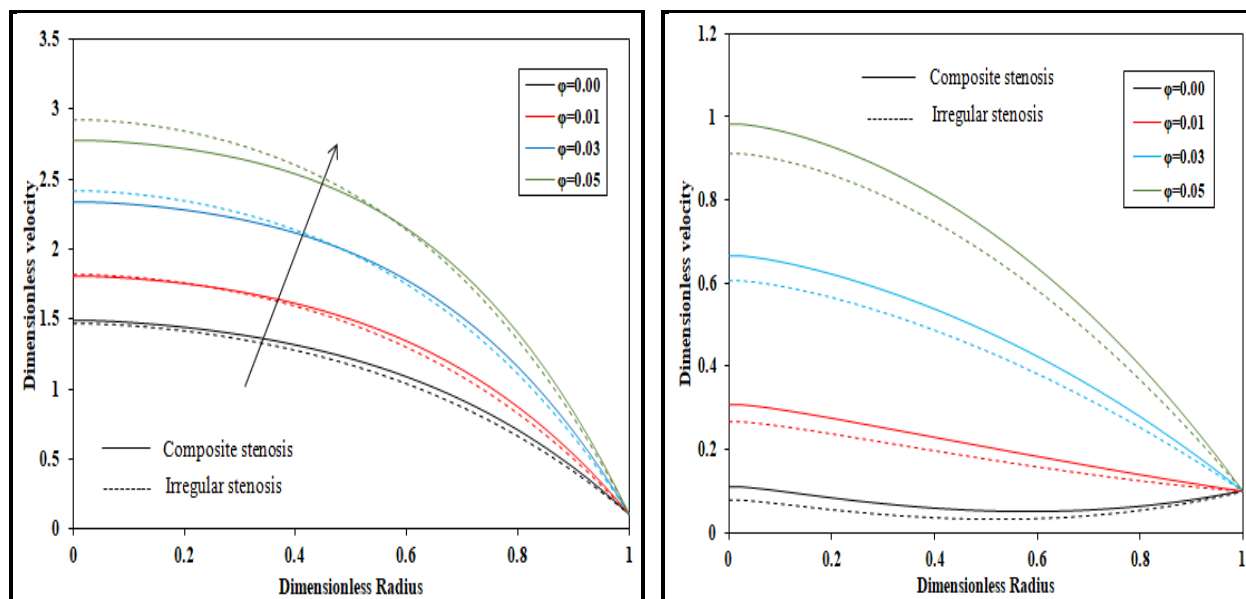 3.5
3
2.5
2
1.5
1
0.5
0
0 0.2 0.4 0.6 0.8 1
Dimensionless velocity
Dimensionless Radius
φ=0.00
φ=0.01
φ=0.03
φ=0.05
Composite stenosis
Irregular stenosis
1.2
1
0.8
0.6
0.4
0.2
0
0 0.2 0.4 0.6 0.8 1
Dimensionless velocity
Dimensionless Radius
Composite stenosis
Irregular stenosis
φ=0.00
φ=0.01
φ=0.03
φ=0.05